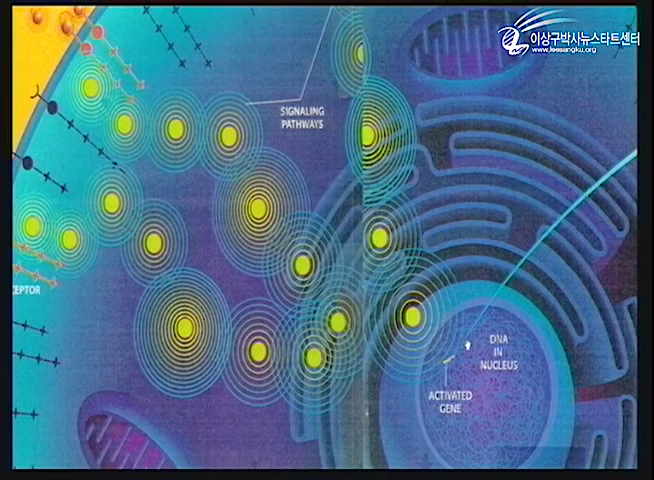 이상구박사뉴스타트센터
www.leesangku.org
SIGNALING
PATHWAYS
CEPTOR
DNA
IN
NUCLEUS
ACTIVATED
GENE